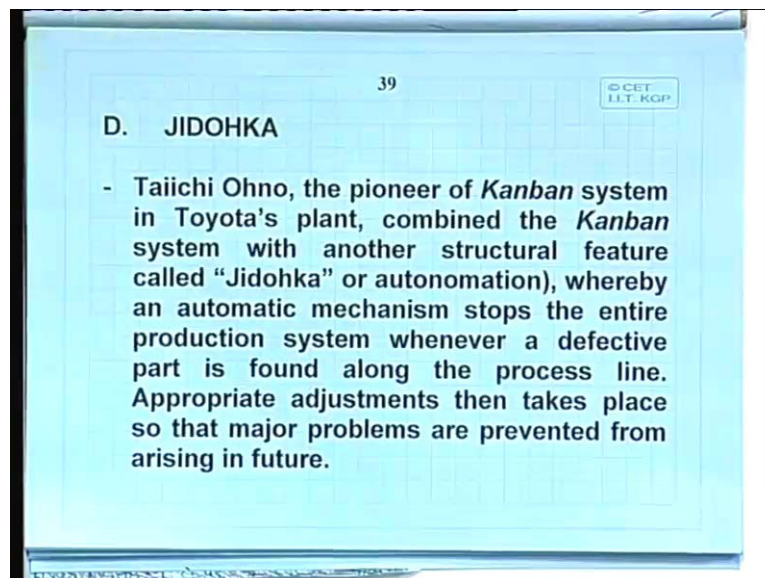 39
© CET
I.I.T. KGP
D. JIDOHKA
- Taiichi Ohno, the pioneer of Kanban system
in Toyota's plant, combined the Kanban
system with another structural feature
called “Jidohka” or autonomation), whereby
an automatic mechanism stops the entire
production system whenever a defective
part is found along the process line.
Appropriate adjustments then takes place
so that major problems are prevented from
arising in future.